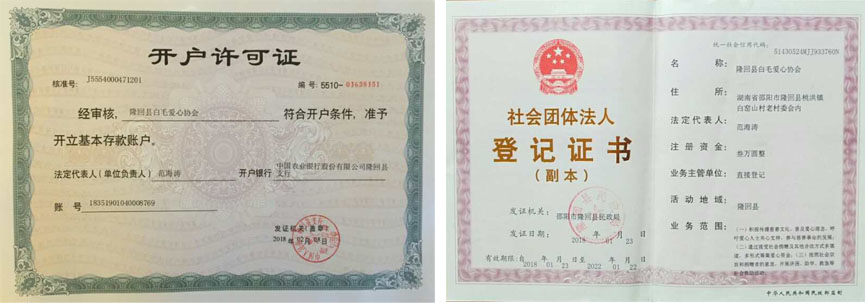 开户许可证
核准号: J5554000471201 编号: 5510-03638151
经审核, 隆回县白毛爱心协会 符合开户条件, 准予
开立基本存款账户。
法定代表人(单位负责人) 范海涛 开户银行 中国农业银行股份有限公司隆回县
支行
账 号 18351901040008769
发证机关(盖章)
2018 年 02 月 日
社会团体法人
登记证书
(副本)
发证机关: 邵阳市隆回县民政局
发证日期: 2018 01 23
有效期限: 自 2018 年 01 月 23 日至 2022 年 01 月 22 日
统一社会信用代码:
51430524MJJ933760N
名 称: 隆回县白毛爱心协会
住 所: 湖南省邵阳市隆回县桃洪镇
白窑山村老村委会内
法定代表人: 范海涛
注册资金: 叁万圆整
业务主管单位: 直接登记
活动地域: 隆回县
业务范围:
中华人民共和国民政部监制